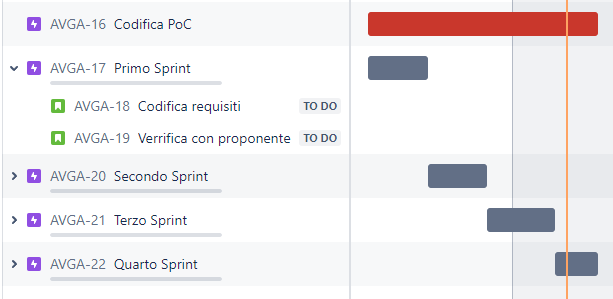 AVGA-16 Codifica PoC
AVGA-17 Primo Sprint
AVGA-18 Codifica requisiti TO DO
AVGA-19 Verrifica con proponente TO DO
AVGA-20 Secondo Sprint
AVGA-21 Terzo Sprint
AVGA-22 Quarto Sprint